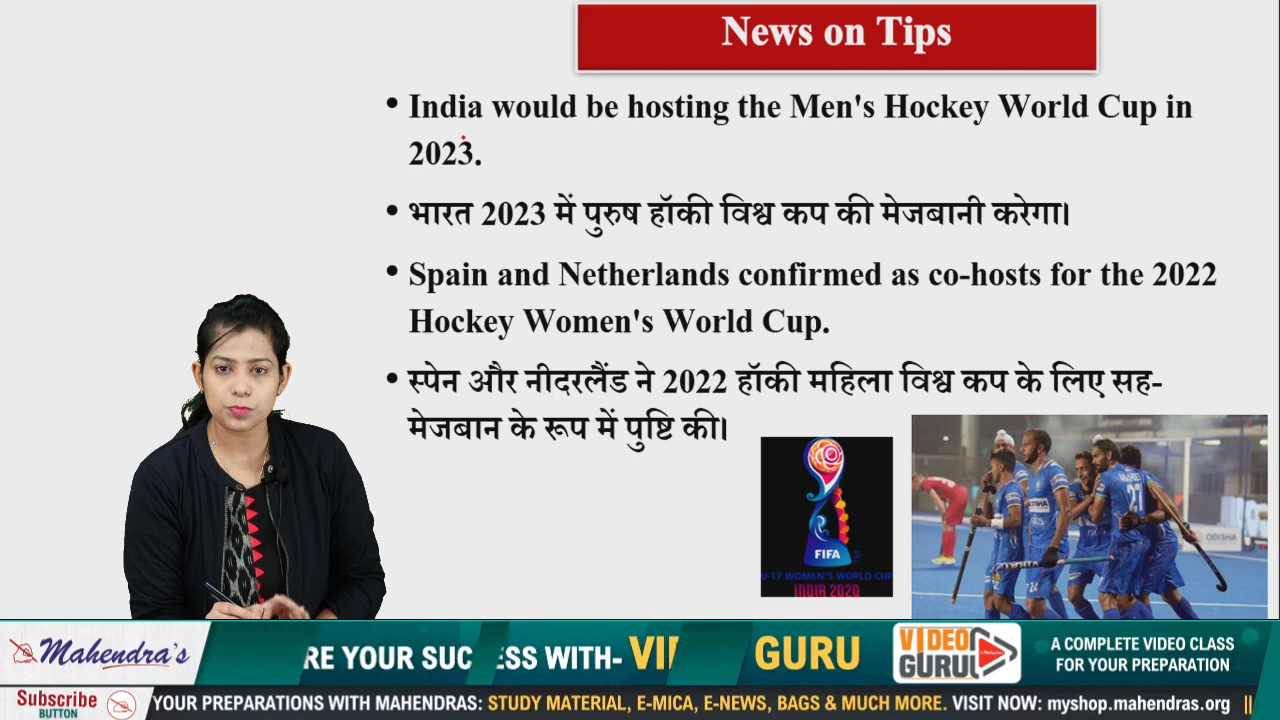 News on Tips
• India would be hosting the Men's Hockey World Cup in
2023.
• भारत 2023 में पुरुष हॉकी विश्व कप की मेजबानी करेगा।
• Spain and Netherlands confirmed as co-hosts for the 2022
Hockey Women's World Cup.
• स्पेन और नीदरलैंड ने 2022 हॉकी महिला विश्व कप के लिए सह-
मेजबान के रूप में पुष्टि की।
27
ODISHA
ODISHA
24
FIFA
U-17 WOMEN'S WORLD CUP
INDIA 2020
Mahendra's
RE YOUR SUC ESS WITH- VI GURU
VIDEO
GURU
A COMPLETE VIDEO CLASS
FOR YOUR PREPARATION
Subscribe
BUTTON
YOUR PREPARATIONS WITH MAHENDRAS: STUDY MATERIAL, E-MICA, E-NEWS, BAGS & MUCH MORE. VISIT NOW: myshop.mahendras.org ||